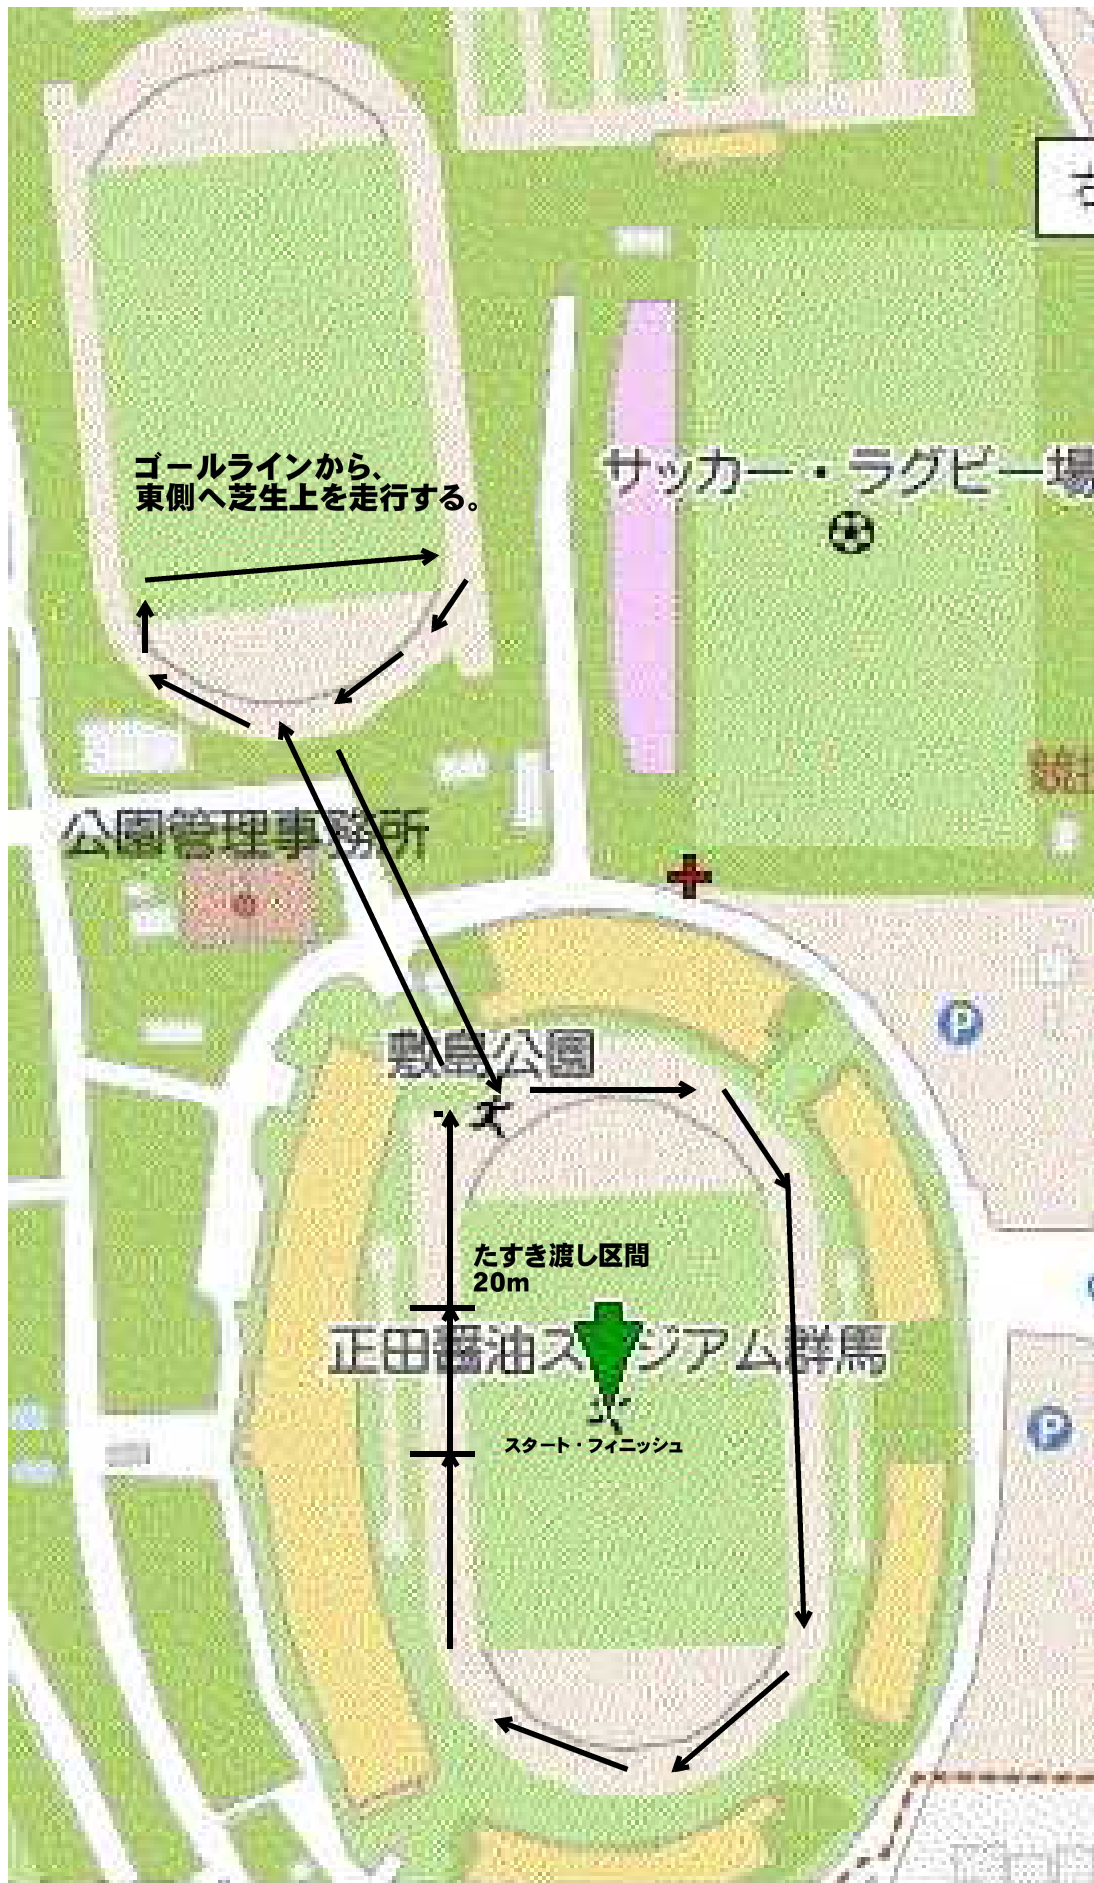 ゴールラインから、
東側へ芝生上を走行する。
サッカー・ラグビー場
公園管理事務所
P
敷島公園
たすき渡し区間
20m
正田醤油スタジアム群馬
スタート・フィニッシュ
P